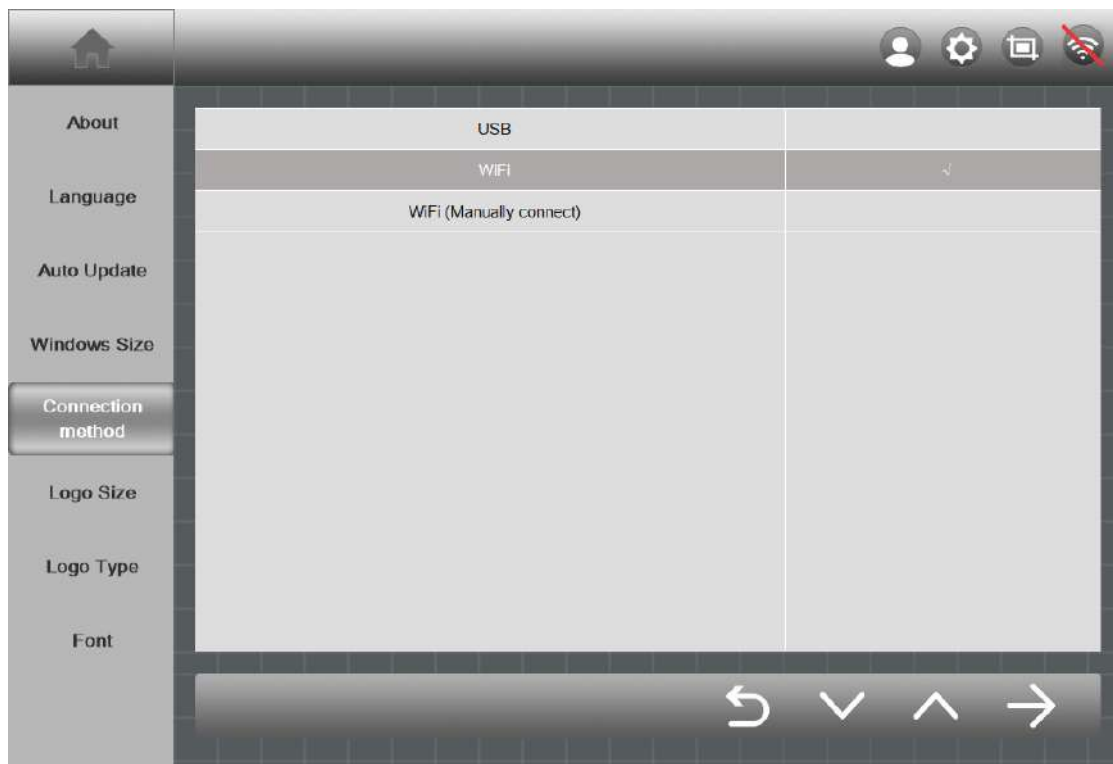 About
Language
Auto Update
Windows Size
Connection
method
Logo Size
Logo Type
Font
USB
WiFi √
WiFi (Manually connect)